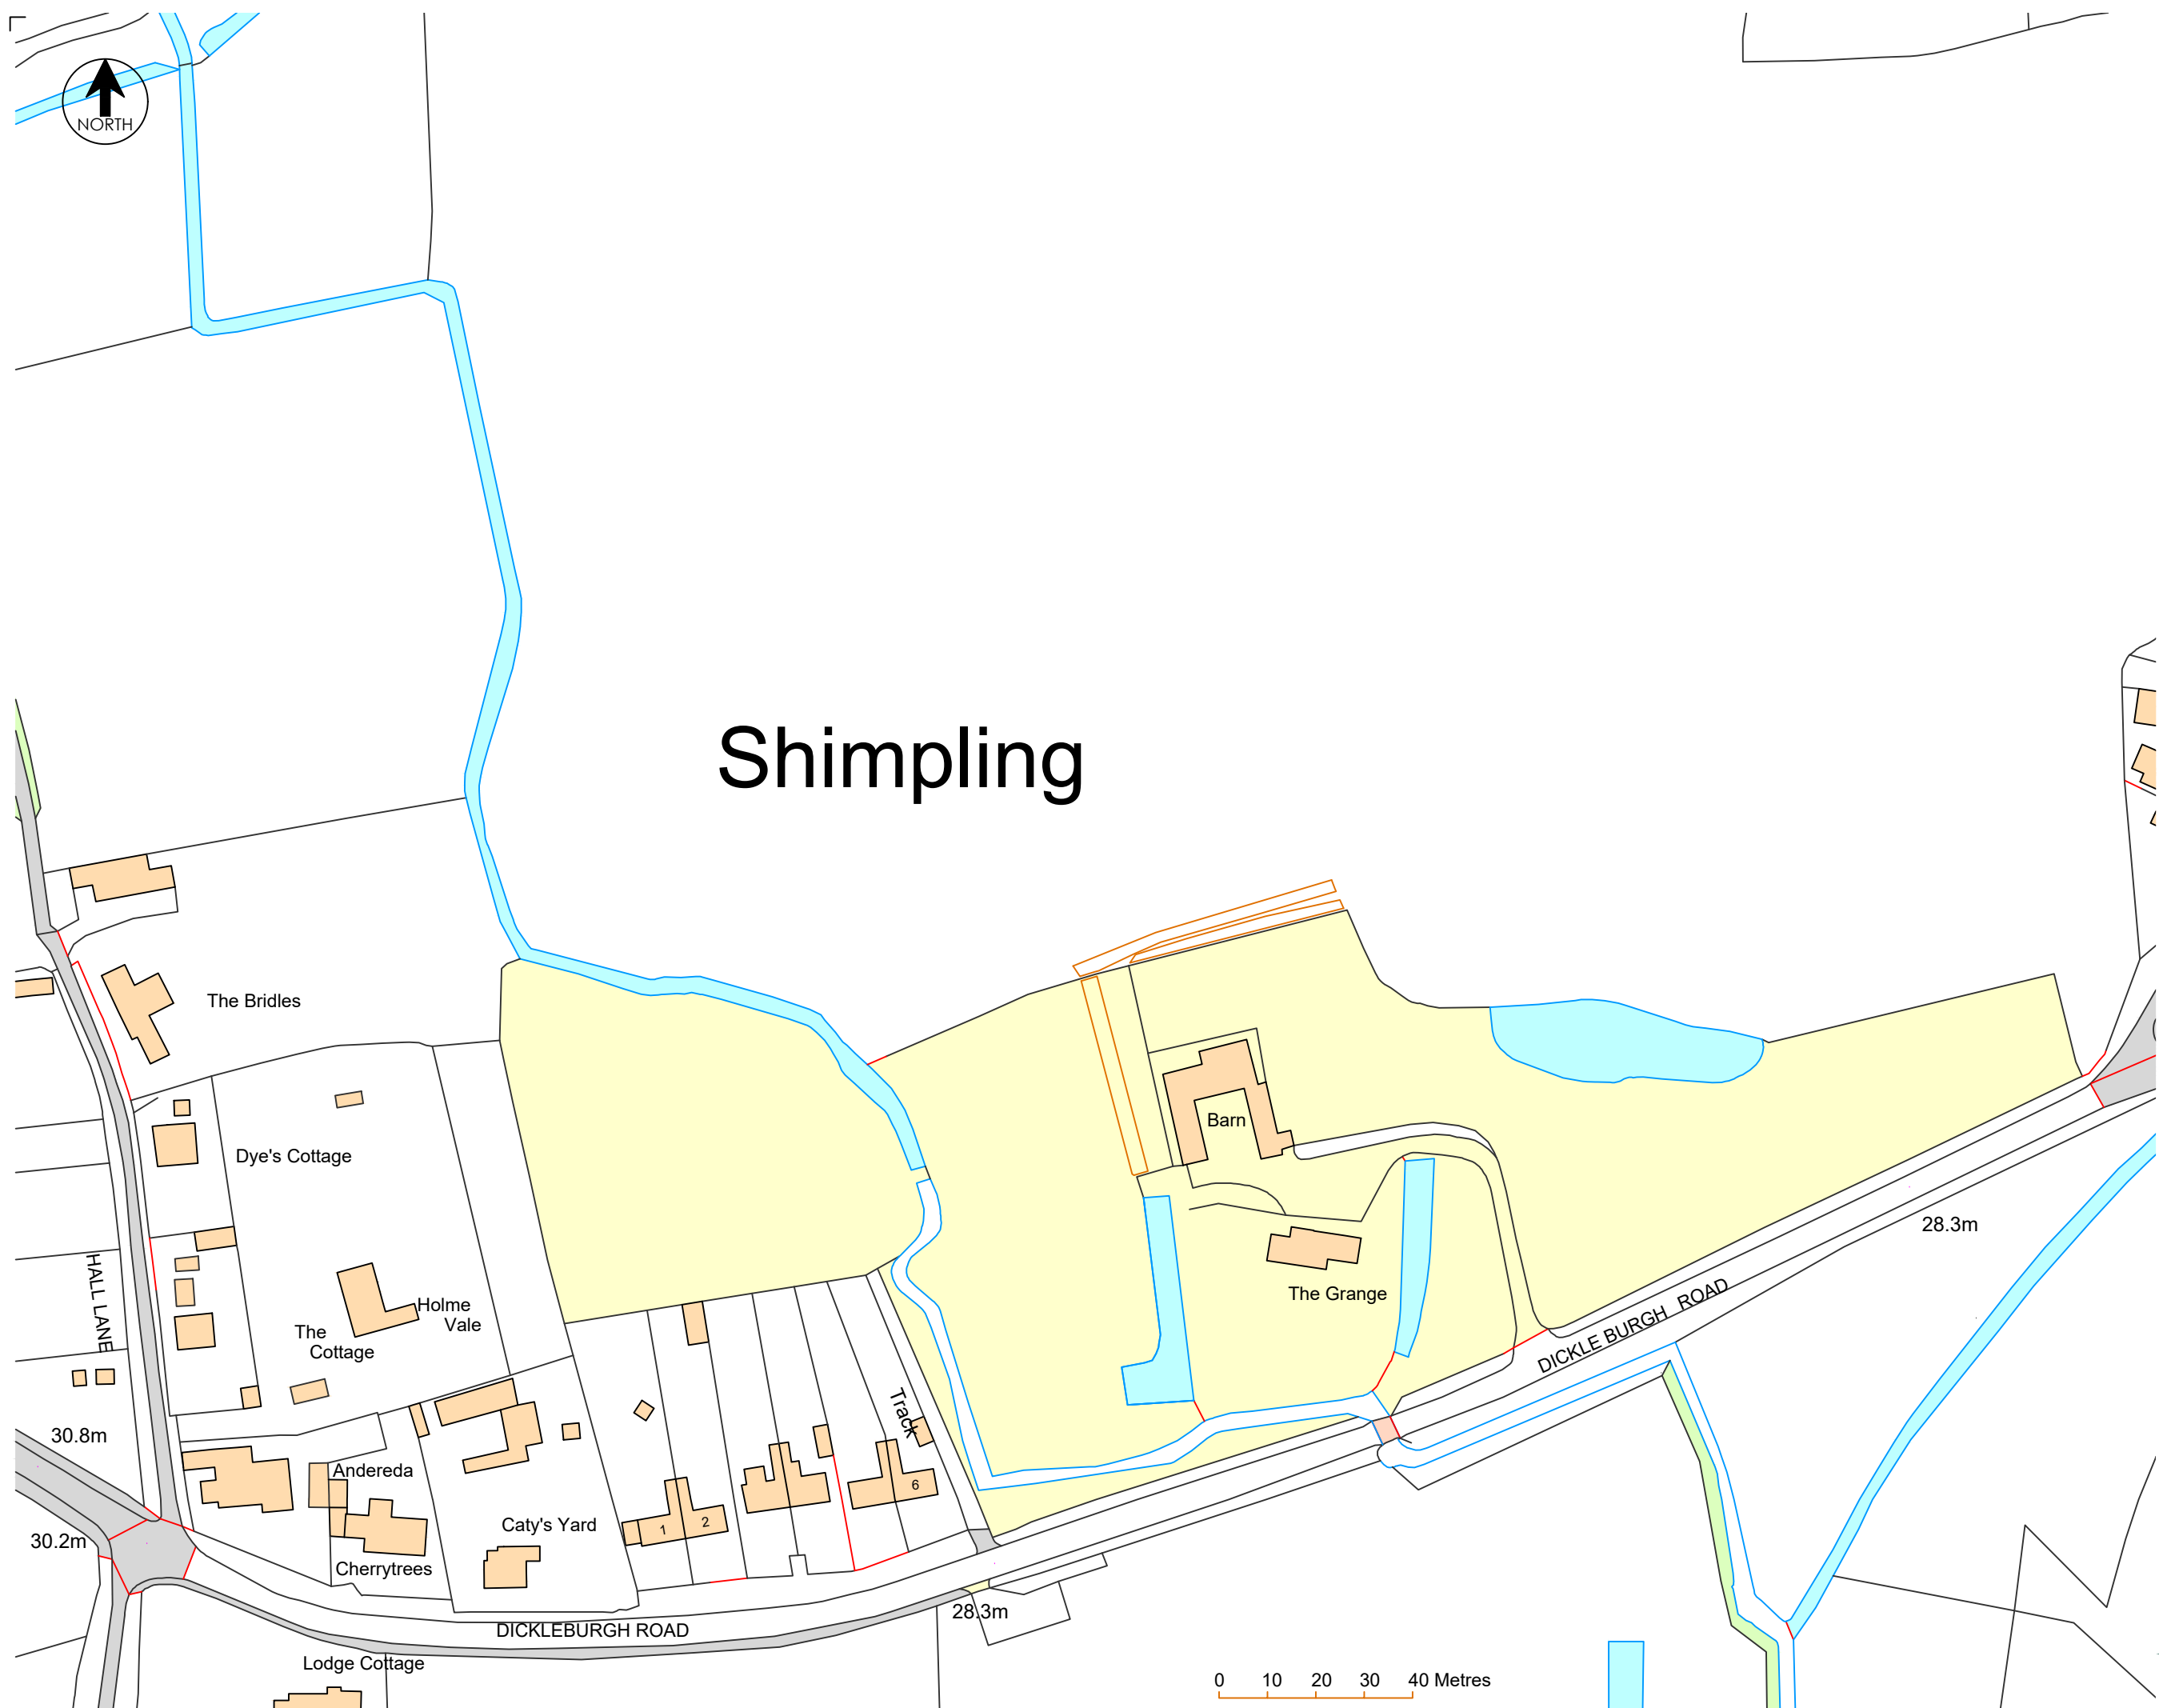 NORTH
Shimpling
The Bridles
Barn
Dye's Cottage
28.3m
HALL LANE
The Grange
Holme
Vale
DICKLE BURGH ROAD
The
Cottage
Track
30.8m
Andereda
6
Caty's Yard
1
2
30.2m
Cherrytrees
28.3m
DICKLEBURGH ROAD
Lodge Cottage
0 10 20 30 40 Metres